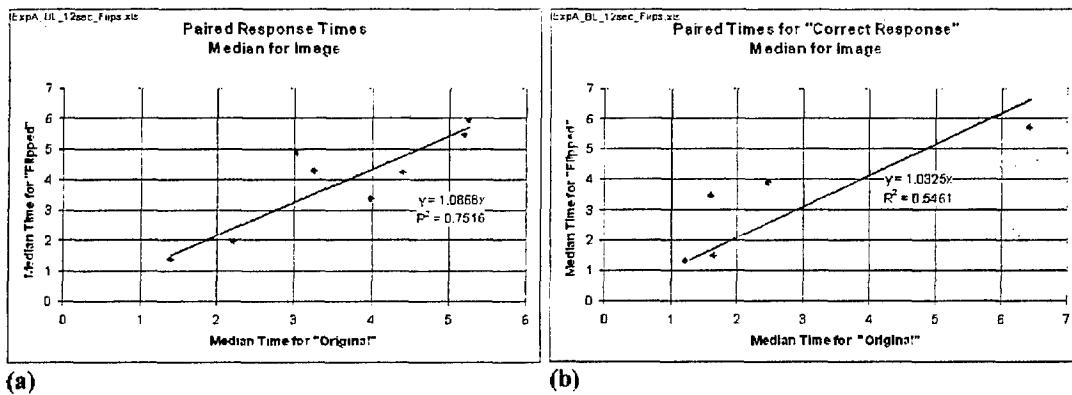 IExpA_BL_12sec_Flips.xls
Paired Response Times
Median for Image
Median Time for "Flipped"
7
6
5
4
3
2
1
0
y = 1.0868x
R² = 0.7516
0 1 2 3 4 5 6
Median Time for "Original"
(a)
IExpA_BL_12sec_Flips.xls
Paired Times for "Correct Response"
Median for Image
Median Time for "Flipped"
7
6
5
4
3
2
1
0
y = 1.0325x
R² = 0.5461
0 1 2 3 4 5 6 7
Median Time for "Original"
(b)